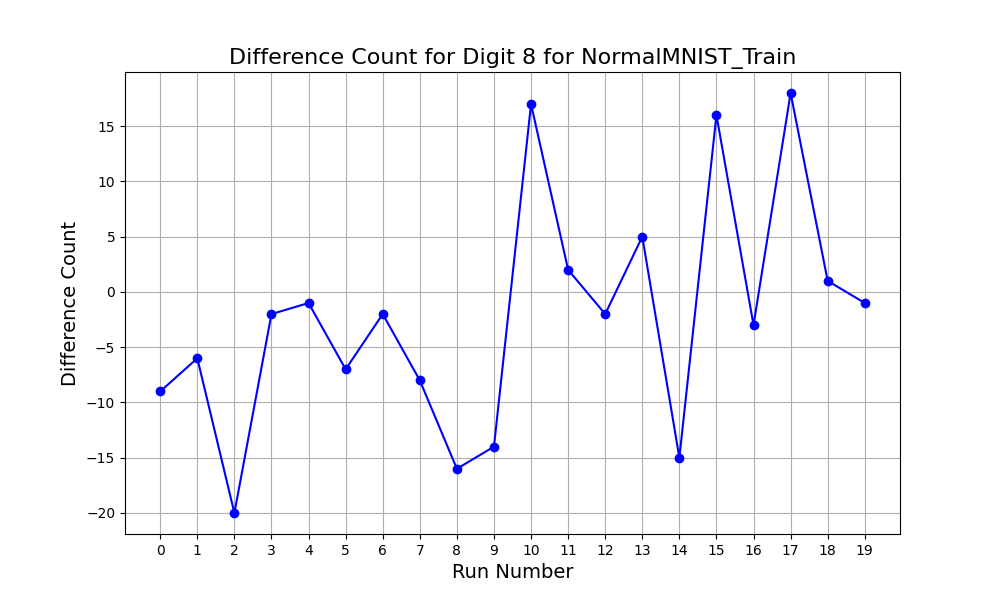 Difference Count for Digit 8 for NormalMNIST_Train
Difference Count
15
10
5
0
−5
−10
−15
−20
0 1 2 3 4 5 6 7 8 9 10 11 12 13 14 15 16 17 18 19
Run Number